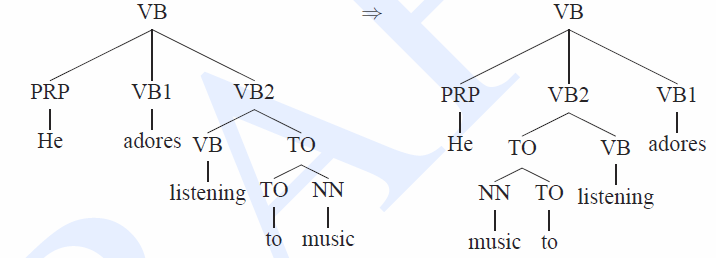 VB ⇒ VB
PRP VB1 VB2 PRP VB2 VB1
He adores VB TO He TO VB adores
listening TO NN NN TO listening
to music music to